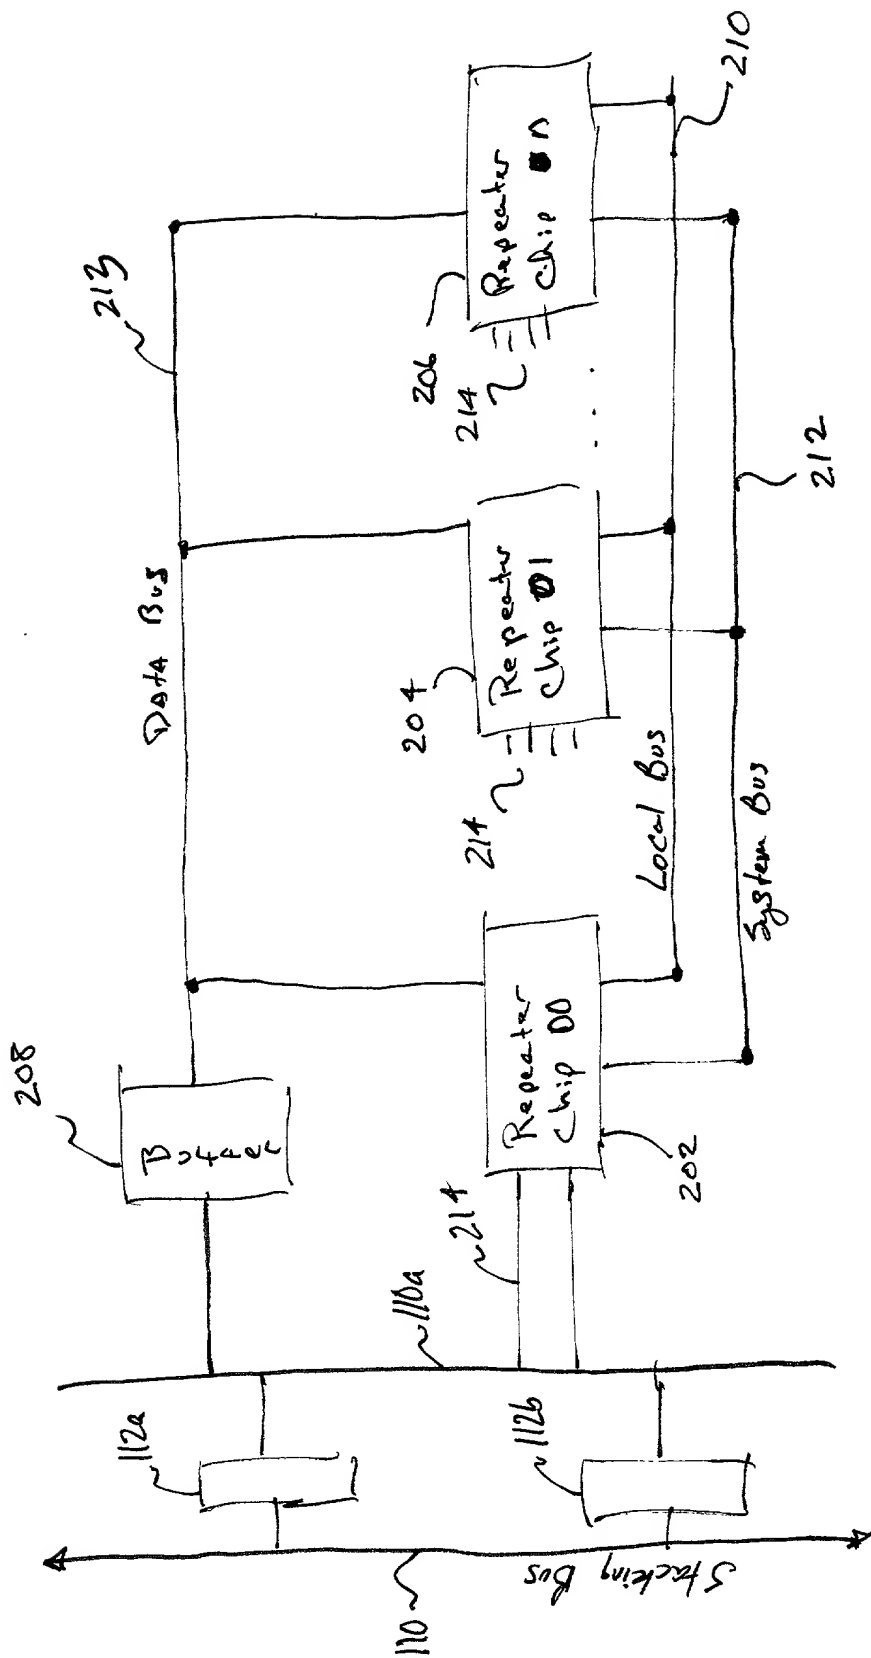 208
Buffer
Data Bus
213
112a
110a
214
Repeater
Chip 00
202
214
204
Repeater
Chip 01
214
206
Repeater
Chip n
. . .
Local Bus
210
System Bus
212
112b
110
Stacking Bus